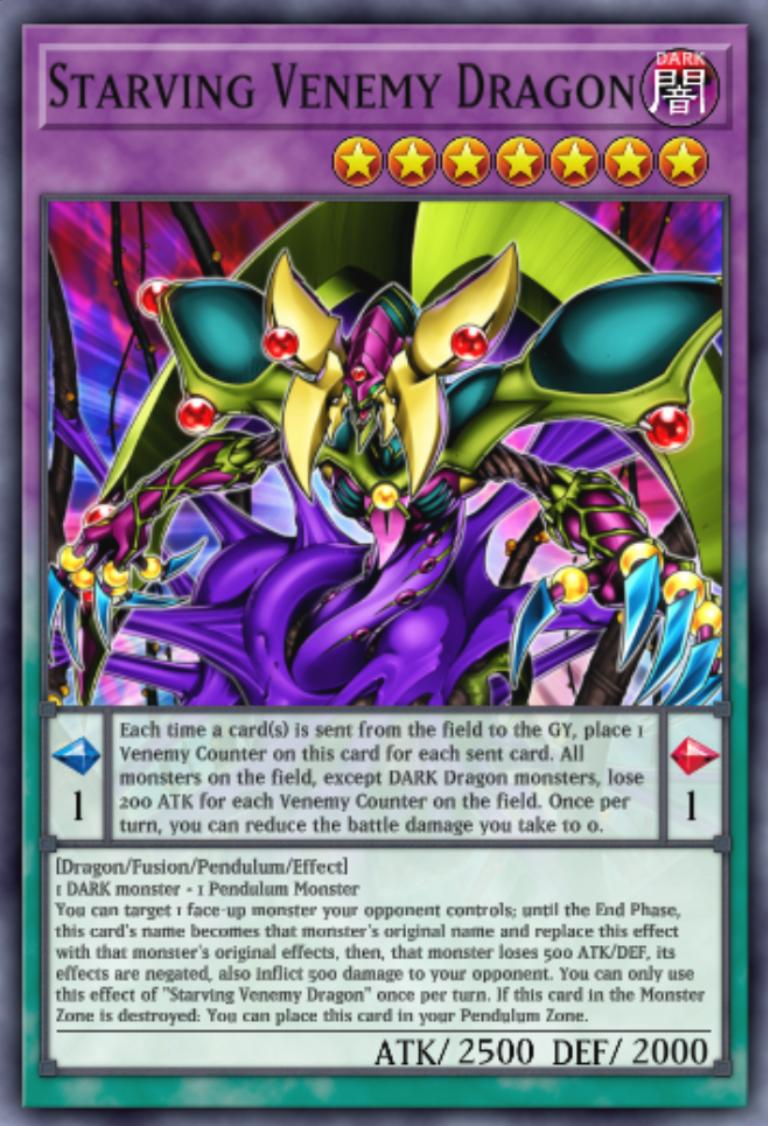 STARVING VENEMY DRAGON
DARK
闇
Each time a card(s) is sent from the field to the GY, place 1
Venemy Counter on this card for each sent card. All
monsters on the field, except DARK Dragon monsters, lose
200 ATK for each Venemy Counter on the field. Once per
turn, you can reduce the battle damage you take to 0.
1
1
[Dragon/Fusion/Pendulum/Effect]
1 DARK monster - 1 Pendulum Monster
You can target 1 face-up monster your opponent controls; until the End Phase,
this card's name becomes that monster's original name and replace this effect
with that monster's original effects, then, that monster loses 500 ATK/DEF, its
effects are negated, also inflict 500 damage to your opponent. You can only use
this effect of "Starving Venemy Dragon" once per turn. If this card in the Monster
Zone is destroyed: You can place this card in your Pendulum Zone.
ATK/ 2500 DEF/ 2000